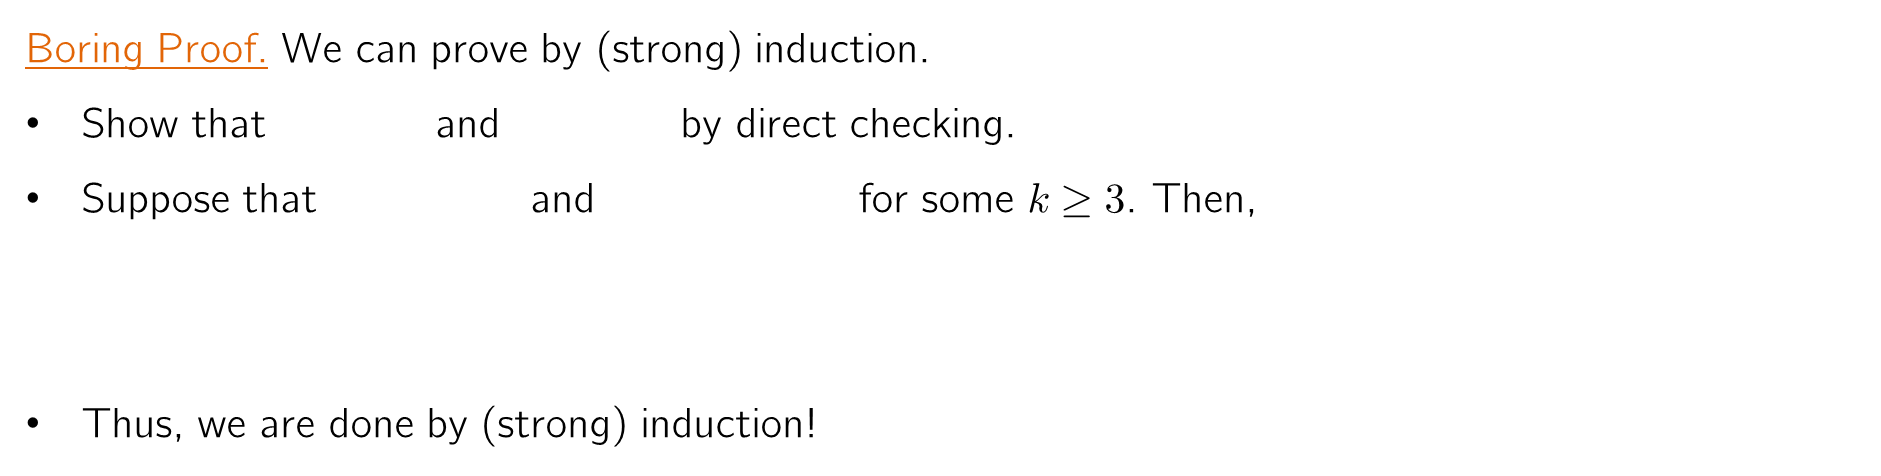 Boring Proof. We can prove by (strong) induction.
• Show that and by direct checking.
• Suppose that and for some k ≥ 3. Then,
• Thus, we are done by (strong) induction!